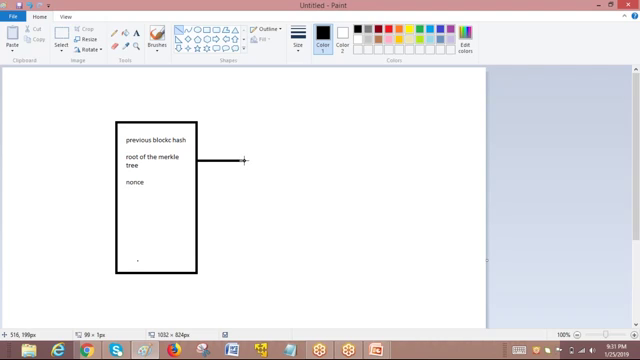 Untitled - Paint
File Home View
Paste Cut Copy Select Crop Resize Rotate Brushes Outline Fill Size Color 1 Color 2 Edit colors
Clipboard Image Tools Shapes Colors
previous blockc hash
root of the merkle
tree
nonce
516, 199px 99 × 1px 1032 × 824px 100%
9:31 PM
1/25/2019